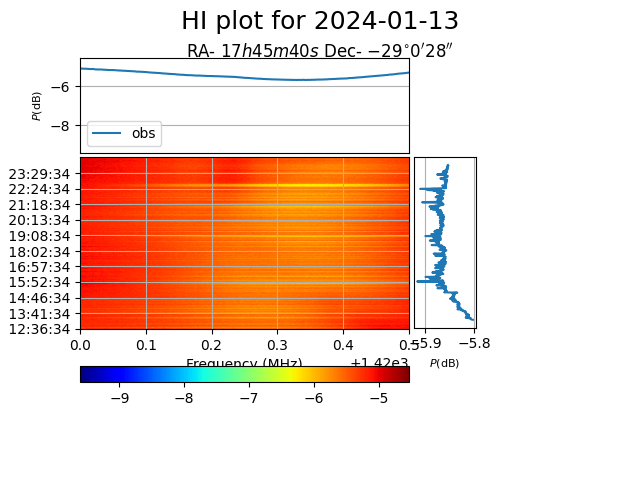 HI plot for 2024-01-13
RA- 17h45m40s Dec- −29°0′28″
P(dB)
−6
−8
obs
23:29:34
22:24:34
21:18:34
20:13:34
19:08:34
18:02:34
16:57:34
15:52:34
14:46:34
13:41:34
12:36:34
0.0 0.1 0.2 0.3 0.4 0.5
Frequency (MHz)
+1.42e3
−5.9 −5.8
P(dB)
−9 −8 −7 −6 −5